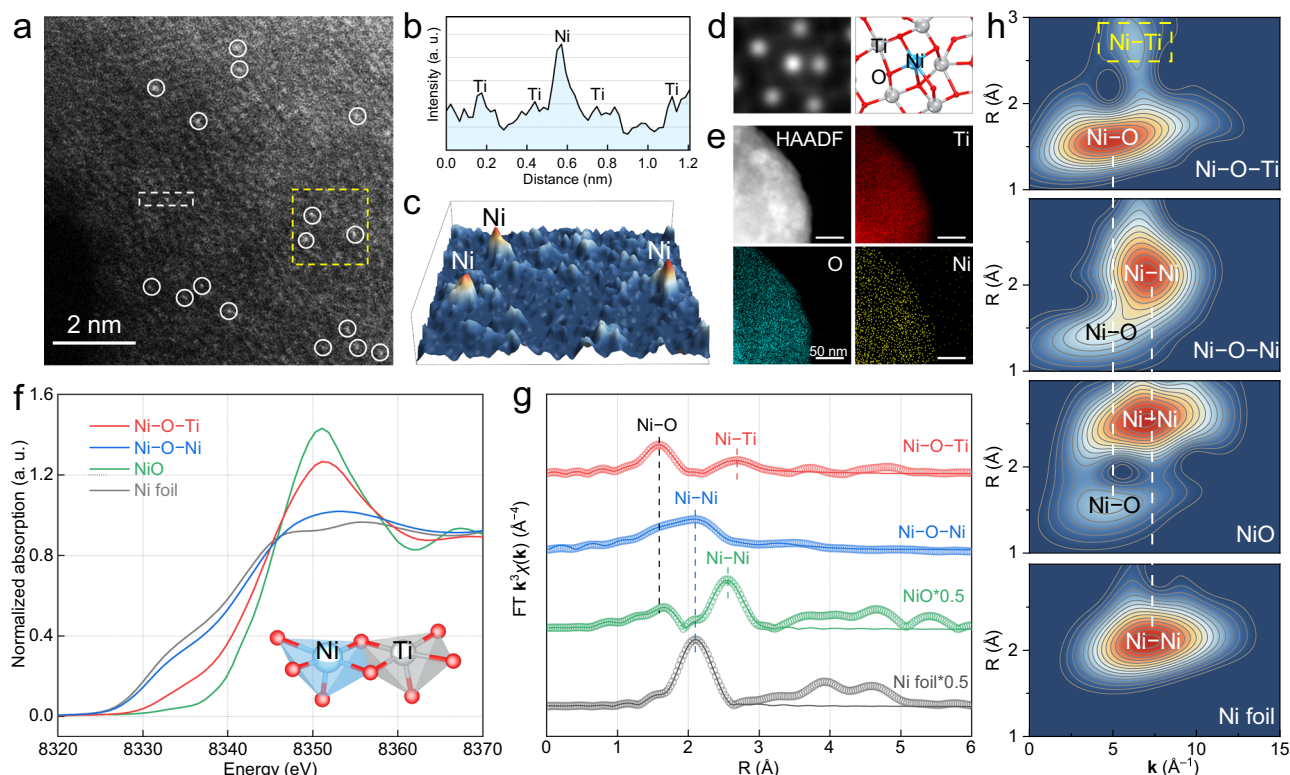 a
2 nm
b
Intensity (a. u.)
Ti
Ti
Ni
Ti
Ti
0.0 0.2 0.4 0.6 0.8 1.0 1.2
Distance (nm)
c
Ni
Ni
Ni
d
Ti
Ni
O
e
HAADF
Ti
O
50 nm
Ni
f
Normalized absorption (a. u.)
1.6
1.2
0.8
0.4
0.0
Ni−O−Ti
Ni−O−Ni
NiO
Ni foil
Ni
Ti
8320 8330 8340 8350 8360 8370
Energy (eV)
g
FT k³χ(k) (Å⁻⁴)
Ni−O
Ni−Ti
Ni−O−Ti
Ni−Ni
Ni−O−Ni
Ni−Ni
NiO*0.5
Ni foil*0.5
0 1 2 3 4 5 6
R (Å)
h
R (Å)
3
2
1
Ni−Ti
Ni−O
Ni−O−Ti
R (Å)
2
1
Ni−Ni
Ni−O
Ni−O−Ni
R (Å)
2
1
Ni−Ni
Ni−O
NiO
R (Å)
2
1
Ni−Ni
Ni foil
0 5 10 15
k (Å⁻¹)